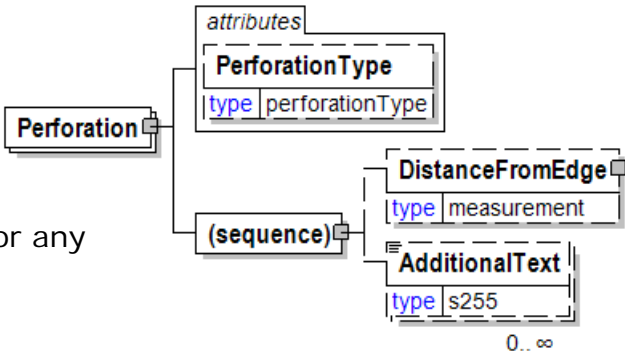 attributes
PerforationType
type perforationType
Perforation
DistanceFromEdge
type measurement
or any
(sequence)
AdditionalText
type s255
0.. ∞